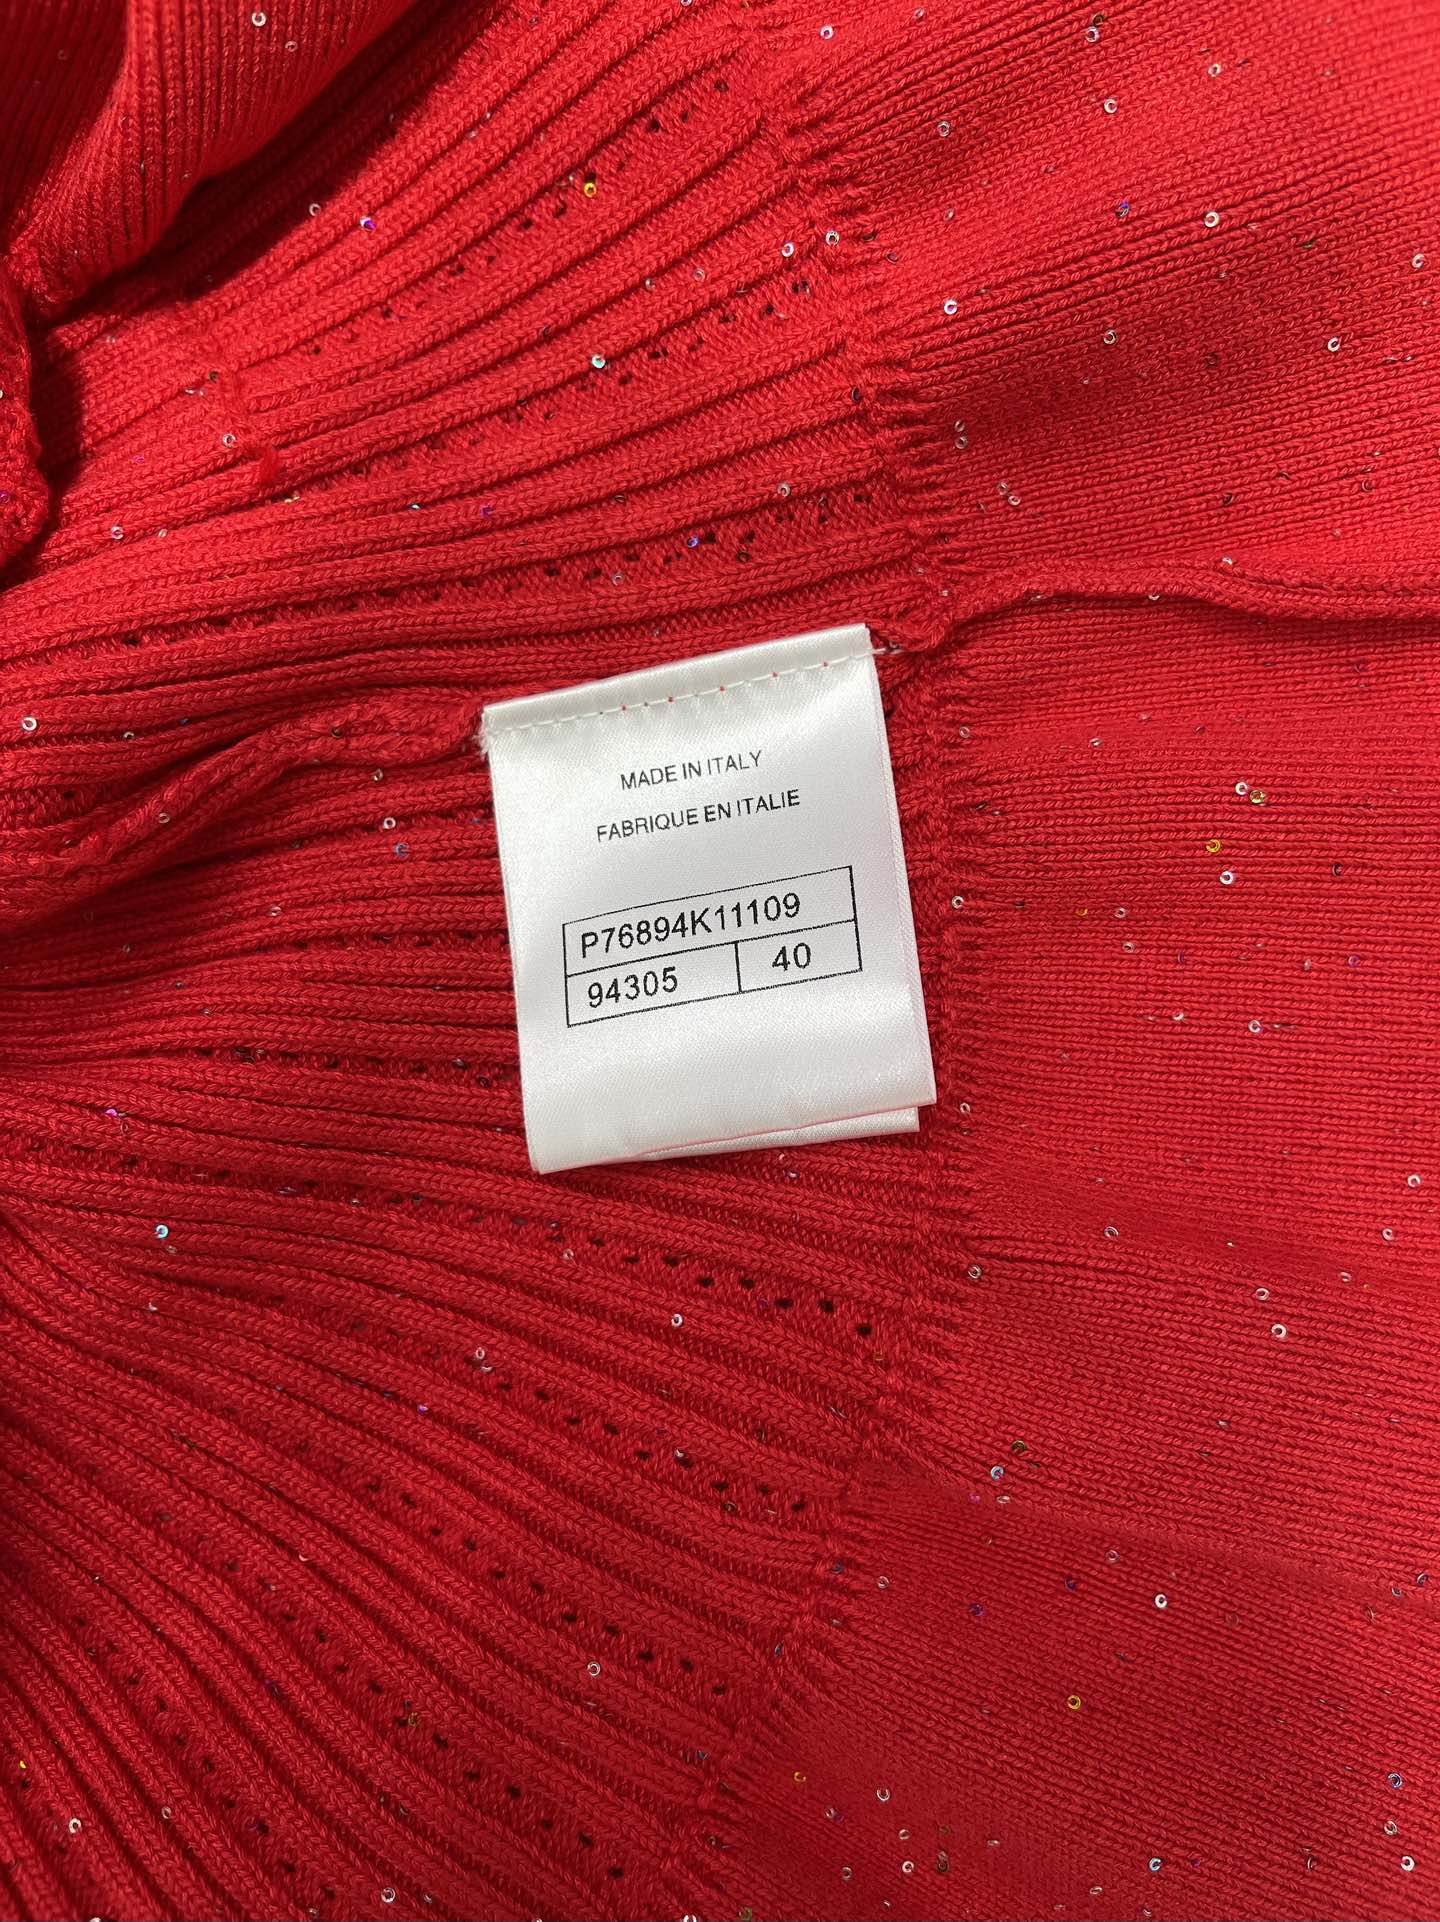 MADE IN ITALY
FABRIQUE EN ITALIE
P76894K11109
94305 40